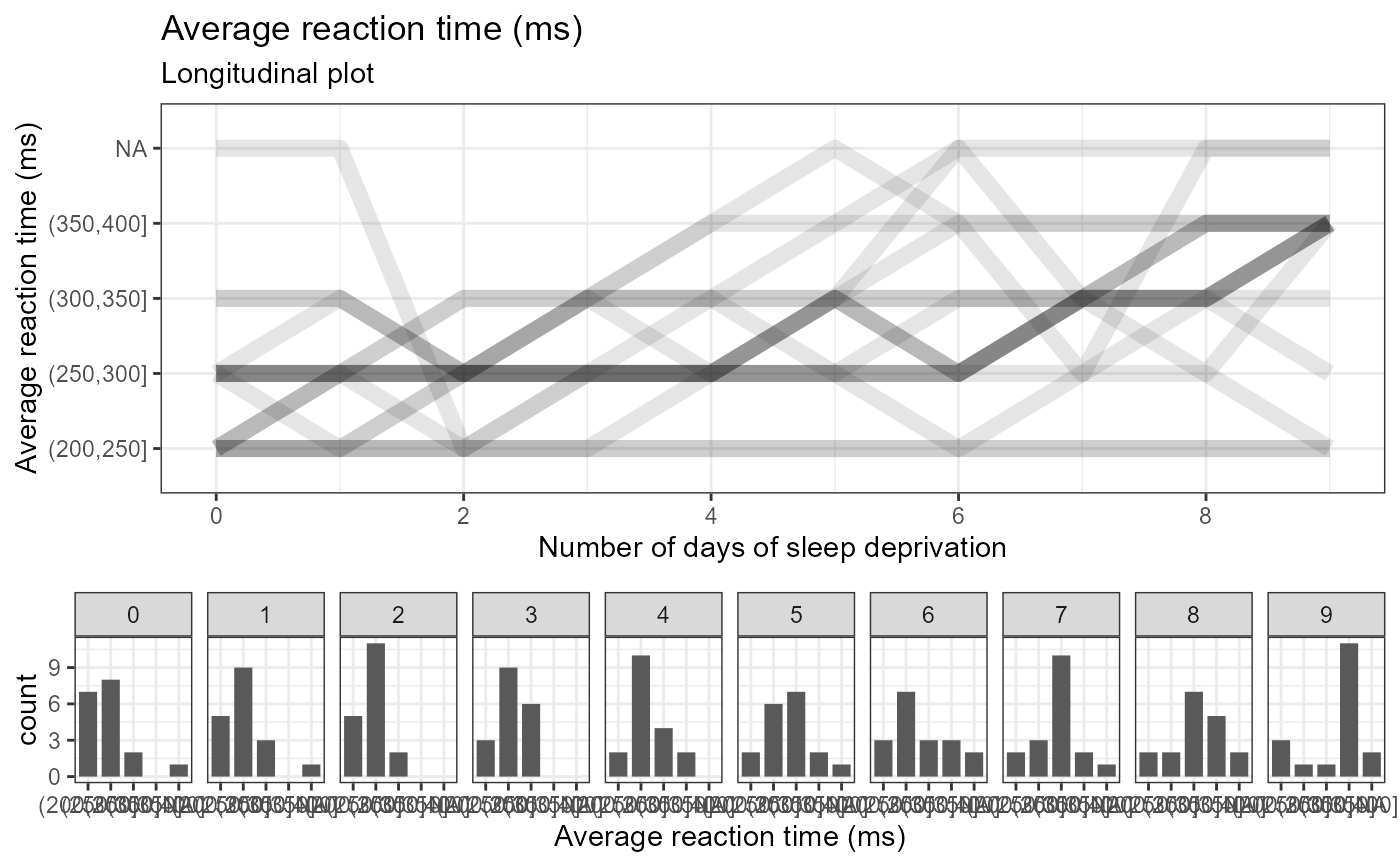 Average reaction time (ms)
Longitudinal plot
Average reaction time (ms)
NA
(350,400]
(300,350]
(250,300]
(200,250]
0 2 4 6 8
Number of days of sleep deprivation
0 1 2 3 4 5 6 7 8 9
count
9
6
3
0
Average reaction time (ms)